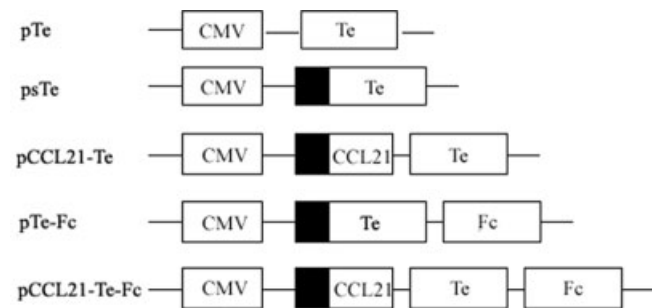 pTe CMV Te
psTe CMV Te
pCCL21-Te CMV CCL21 Te
pTe-Fc CMV Te Fc
pCCL21-Te-Fc CMV CCL21 Te Fc